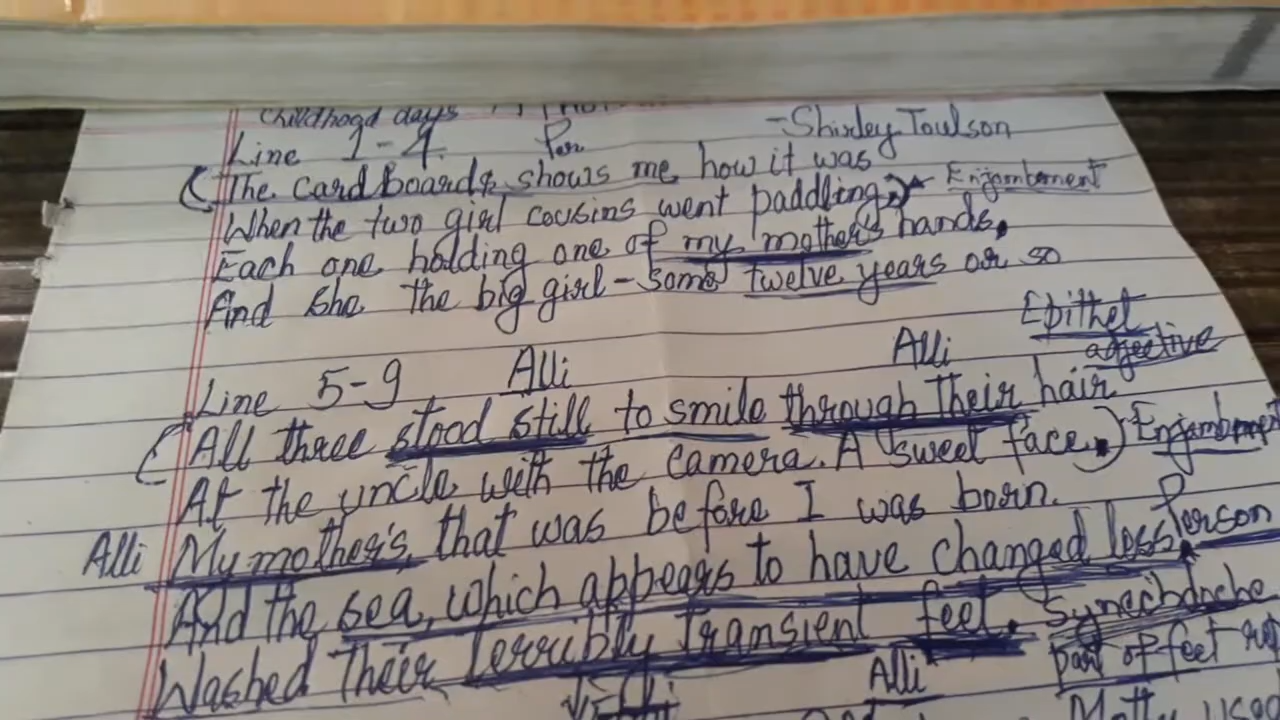 Childhood days
- Shirley Toulson
Line 1-4. Per
(The cardboards shows me how it was
When the two girl cousins went paddling,) Enjambment
Each one holding one of my mother's hands,
And she the big girl - some twelve years or so
Epithet
Line 5-9 Alli Alli adjective
(All three stood still to smile through their hair
At the uncle with the camera. A sweet face,) Enjambment
Alli My mother's, that was before I was born.
And the sea, which appears to have changed less, Person
Washed their terribly transient feet. Synechdoche
Alli part of feet